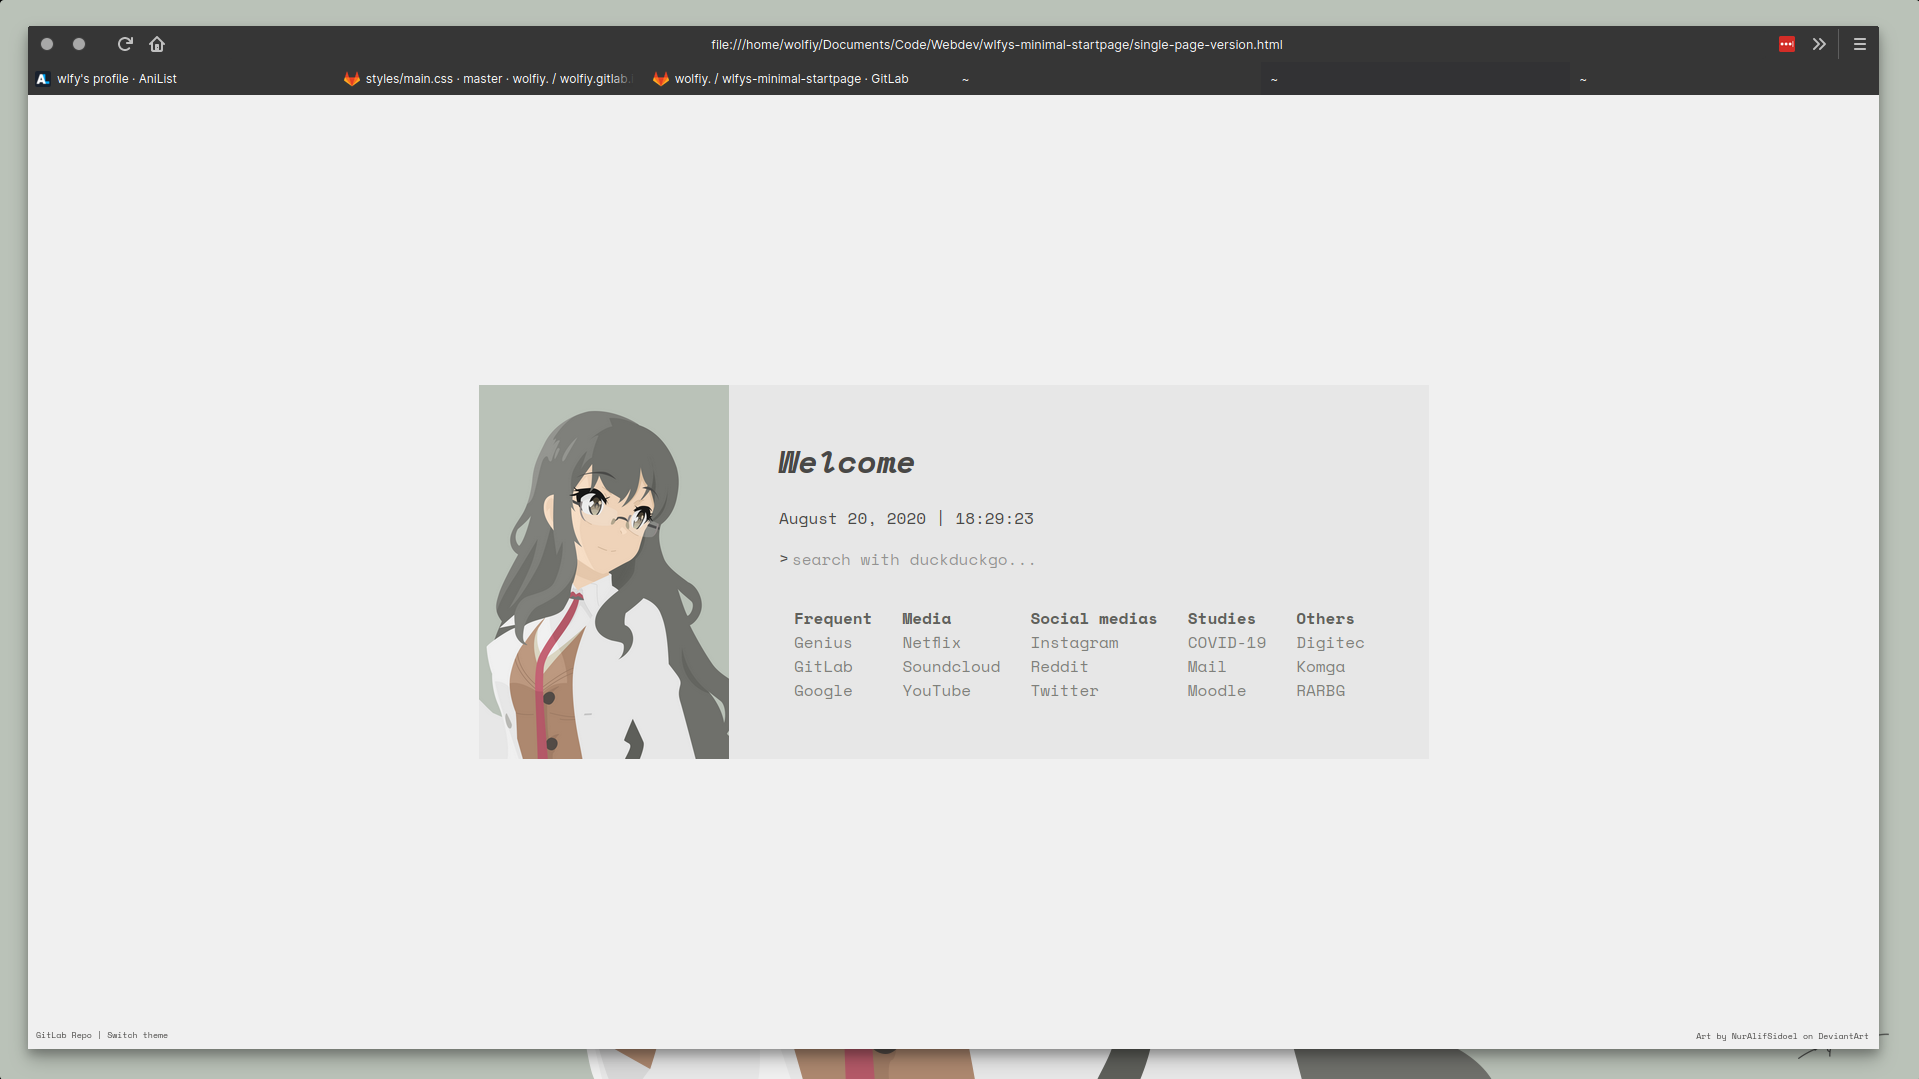 file:///home/wolfiy/Documents/Code/Webdev/wlfys-minimal-startpage/single-page-version.html
wlfy's profile · AniList
styles/main.css · master · wolfiy. / wolfiy.gitlab.
wolfiy. / wlfys-minimal-startpage · GitLab
~
~
~
Welcome
August 20, 2020 | 18:29:23
> search with duckduckgo...
Frequent Media Social medias Studies Others
Genius Netflix Instagram COVID-19 Digitec
GitLab Soundcloud Reddit Mail Komga
Google YouTube Twitter Moodle RARBG
GitLab Repo | Switch theme
Art by NurAlifSidoel on DeviantArt